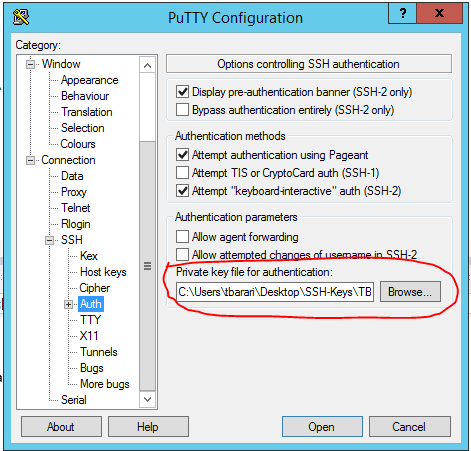 PuTTY Configuration
?
x
Category:
Window
Appearance
Behaviour
Translation
Selection
Colours
Connection
Data
Proxy
Telnet
Rlogin
SSH
Kex
Host keys
Cipher
Auth
TTY
X11
Tunnels
Bugs
More bugs
Serial
Options controlling SSH authentication
Display pre-authentication banner (SSH-2 only)
Bypass authentication entirely (SSH-2 only)
Authentication methods
Attempt authentication using Pageant
Attempt TIS or CryptoCard auth (SSH-1)
Attempt "keyboard-interactive" auth (SSH-2)
Authentication parameters
Allow agent forwarding
Allow attempted changes of username in SSH-2
Private key file for authentication:
C:\Users\tbarari\Desktop\SSH-Keys\TB
Browse...
About
Help
Open
Cancel